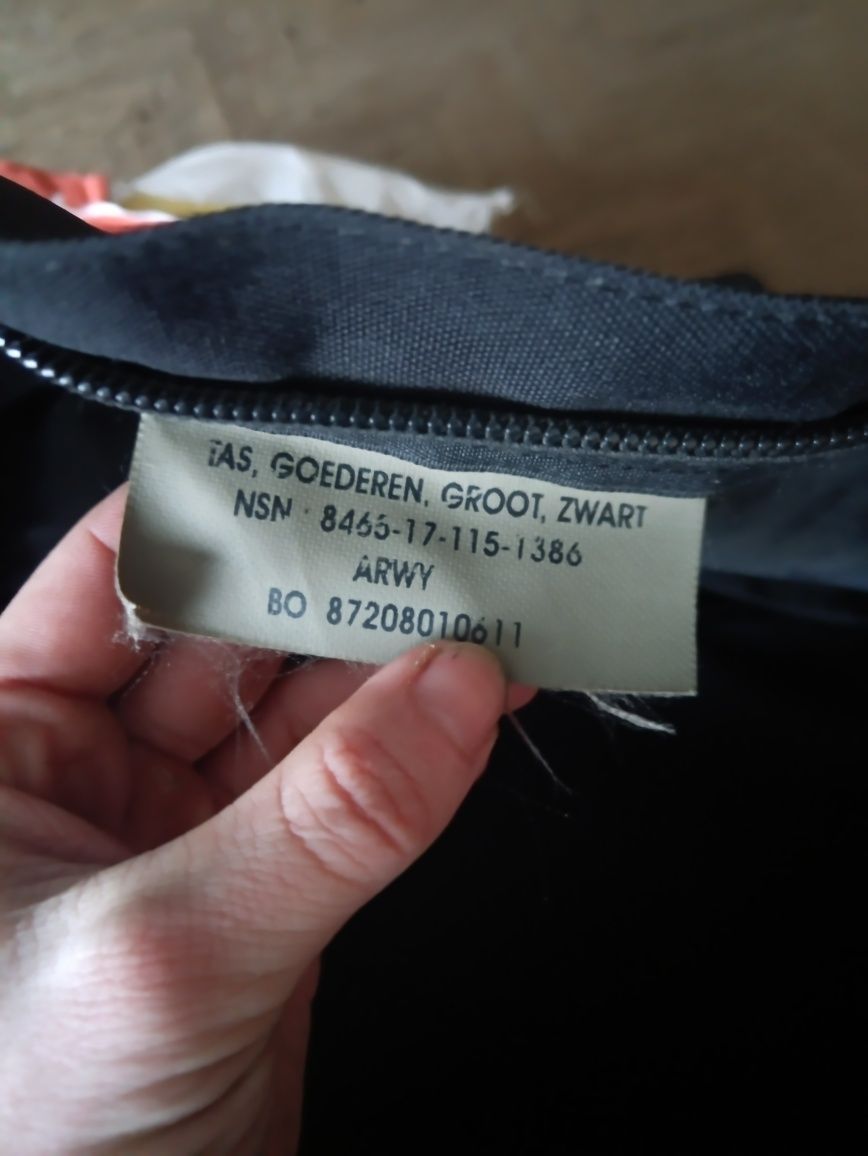 TAS, GOEDEREN, GROOT, ZWART
NSN · 8465-17-115-1386
ARWY
BO 87208010611